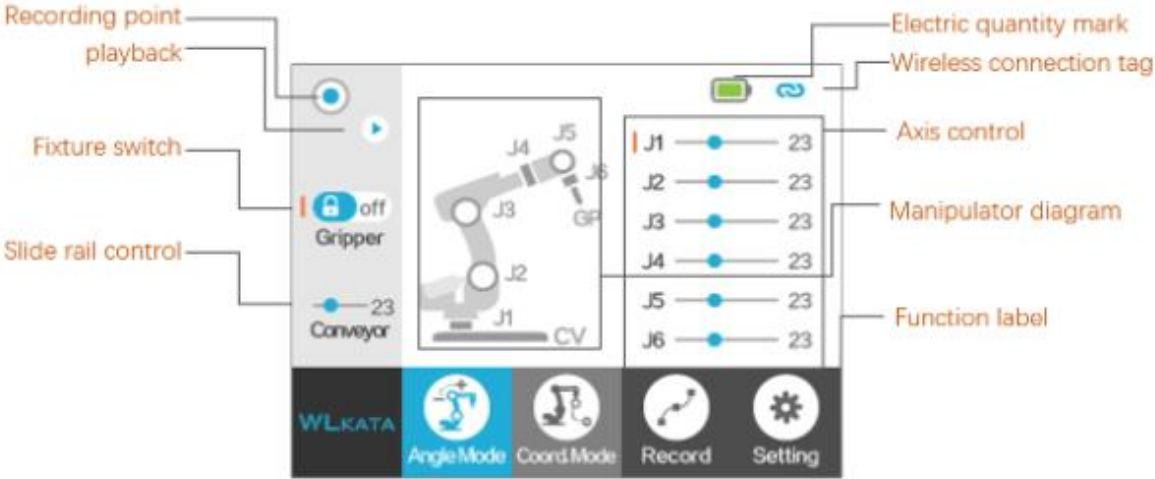 Recording point
playback
Fixture switch
Slide rail control
Electric quantity mark
Wireless connection tag
Axis control
Manipulator diagram
Function label
off
Gripper
23
Conveyor
J5
J4
J6
J3
GP
J2
J1
CV
J1 23
J2 23
J3 23
J4 23
J5 23
J6 23
WLKATA
Angle Mode
Coord.Mode
Record
Setting